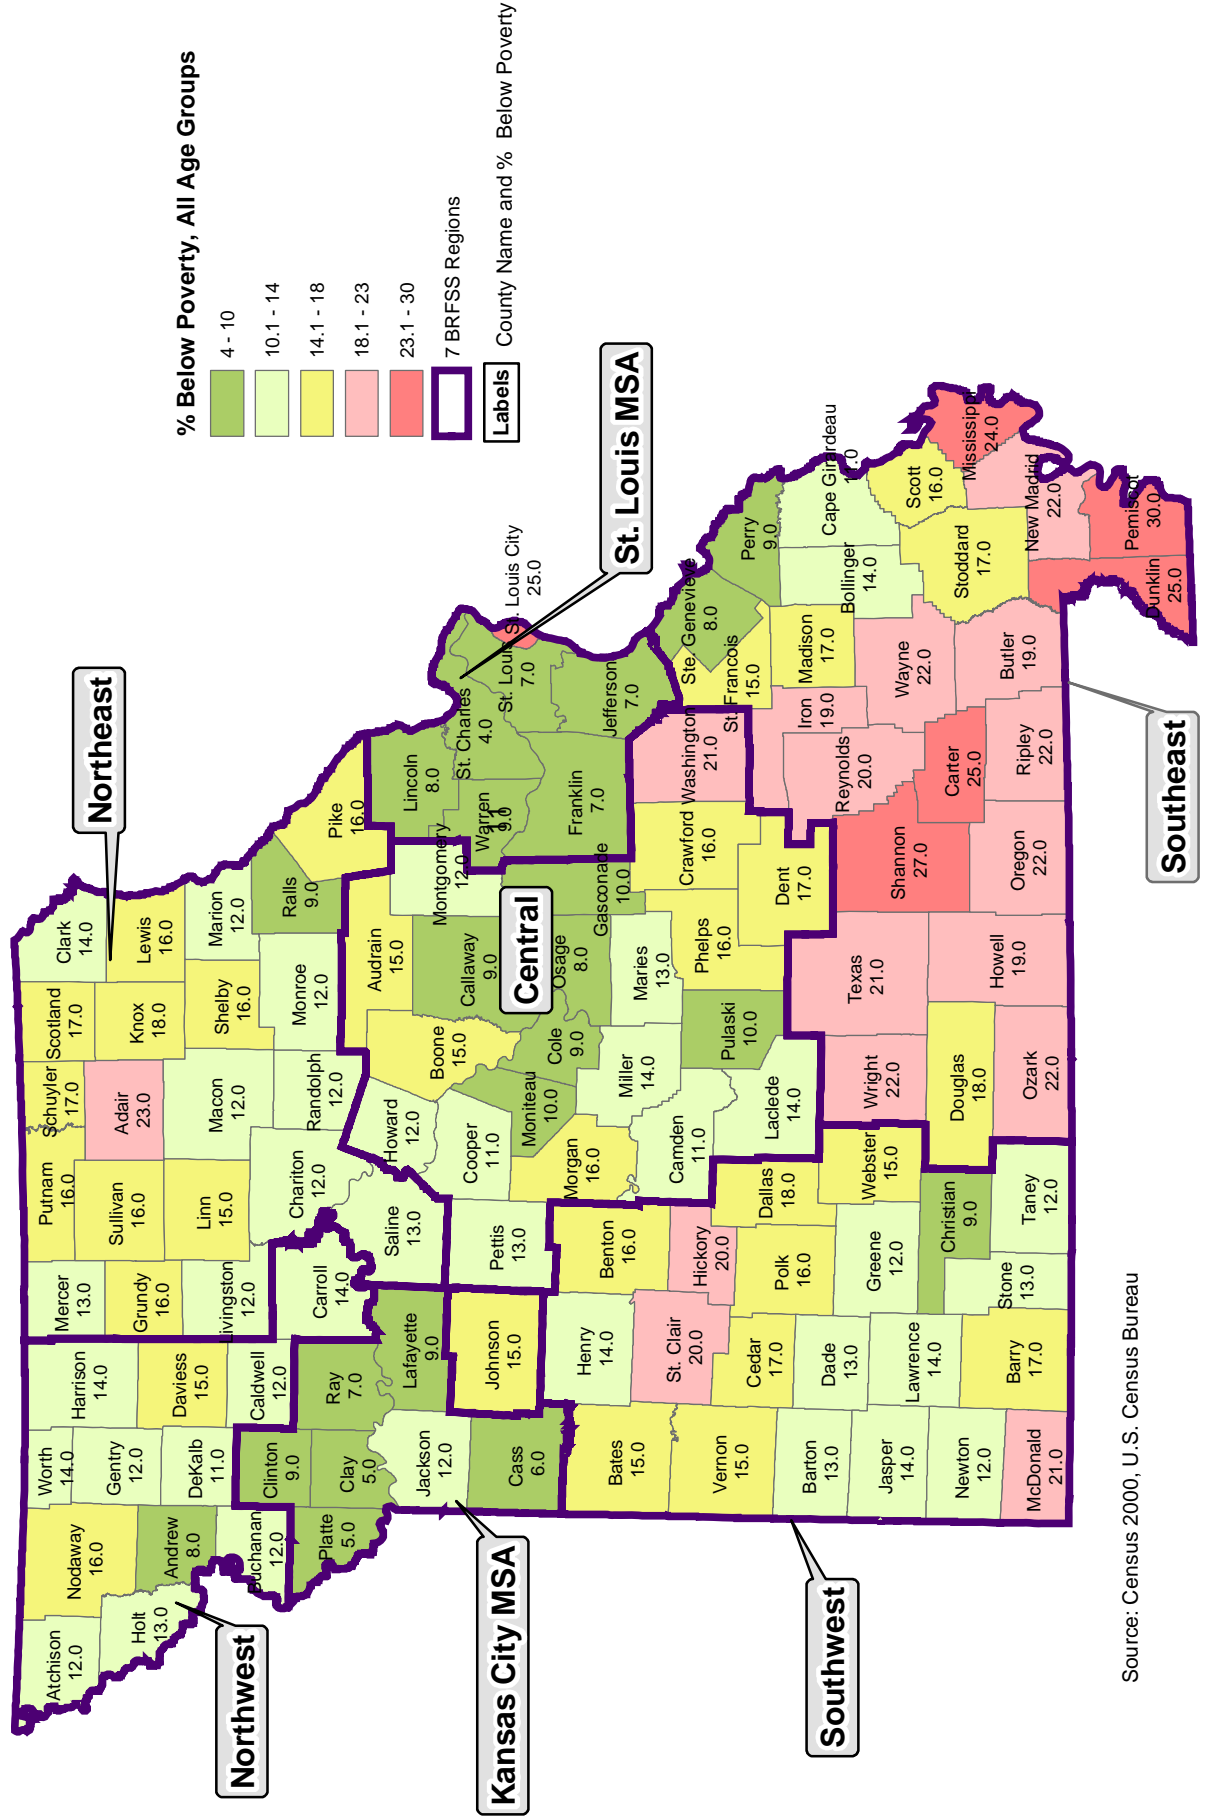 % Below Poverty, All Age Groups
4 - 10
10.1 - 14
14.1 - 18
18.1 - 23
23.1 - 30
7 BRFSS Regions
Labels
County Name and % Below Poverty
Northwest
Northeast
Kansas City MSA
Central
St. Louis MSA
Southwest
Southeast
Atchison
12.0
Nodaway
16.0
Worth
14.0
Harrison
14.0
Mercer
13.0
Putnam
16.0
Schuyler
17.0
Scotland
17.0
Clark
14.0
Holt
13.0
Andrew
8.0
Gentry
12.0
DeKalb
11.0
Daviess
15.0
Grundy
16.0
Sullivan
16.0
Adair
23.0
Knox
18.0
Lewis
16.0
Buchanan
12.0
Clinton
9.0
Caldwell
12.0
Livingston
12.0
Linn
15.0
Macon
12.0
Shelby
16.0
Marion
12.0
Platte
5.0
Clay
5.0
Ray
7.0
Carroll
14.0
Chariton
12.0
Randolph
12.0
Monroe
12.0
Ralls
9.0
Pike
16.0
Jackson
12.0
Lafayette
9.0
Saline
13.0
Howard
12.0
Boone
15.0
Audrain
15.0
Callaway
9.0
Montgomery
12.0
Lincoln
8.0
Warren
9.0
St. Charles
4.0
St. Louis
7.0
St. Louis City
25.0
Cass
6.0
Johnson
15.0
Pettis
13.0
Cooper
11.0
Moniteau
10.0
Cole
9.0
Osage
8.0
Gasconade
10.0
Franklin
7.0
Jefferson
7.0
Bates
15.0
Henry
14.0
Benton
16.0
Morgan
16.0
Miller
14.0
Maries
13.0
Crawford
16.0
Washington
21.0
St. Francois
15.0
Ste. Genevieve
8.0
Perry
9.0
Vernon
15.0
St. Clair
20.0
Hickory
20.0
Camden
11.0
Pulaski
10.0
Phelps
16.0
Dent
17.0
Iron
19.0
Madison
17.0
Bollinger
14.0
Cape Girardeau
11.0
Barton
13.0
Cedar
17.0
Polk
16.0
Dallas
18.0
Laclede
14.0
Texas
21.0
Shannon
27.0
Reynolds
20.0
Wayne
22.0
Stoddard
17.0
Scott
16.0
Mississippi
24.0
Jasper
14.0
Dade
13.0
Greene
12.0
Webster
15.0
Wright
22.0
Carter
25.0
Butler
19.0
New Madrid
22.0
Newton
12.0
Lawrence
14.0
Christian
9.0
Douglas
18.0
Howell
19.0
Oregon
22.0
Ripley
22.0
Dunklin
25.0
Pemiscot
30.0
McDonald
21.0
Barry
17.0
Stone
13.0
Taney
12.0
Ozark
22.0
Source: Census 2000, U.S. Census Bureau